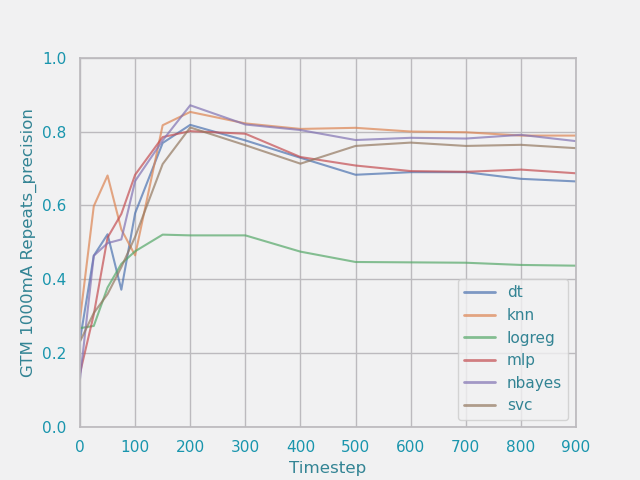 1.0
0.8
0.6
0.4
0.2
0.0
GTM 1000mA Repeats_precision
0 100 200 300 400 500 600 700 800 900
Timestep
dt
knn
logreg
mlp
nbayes
svc